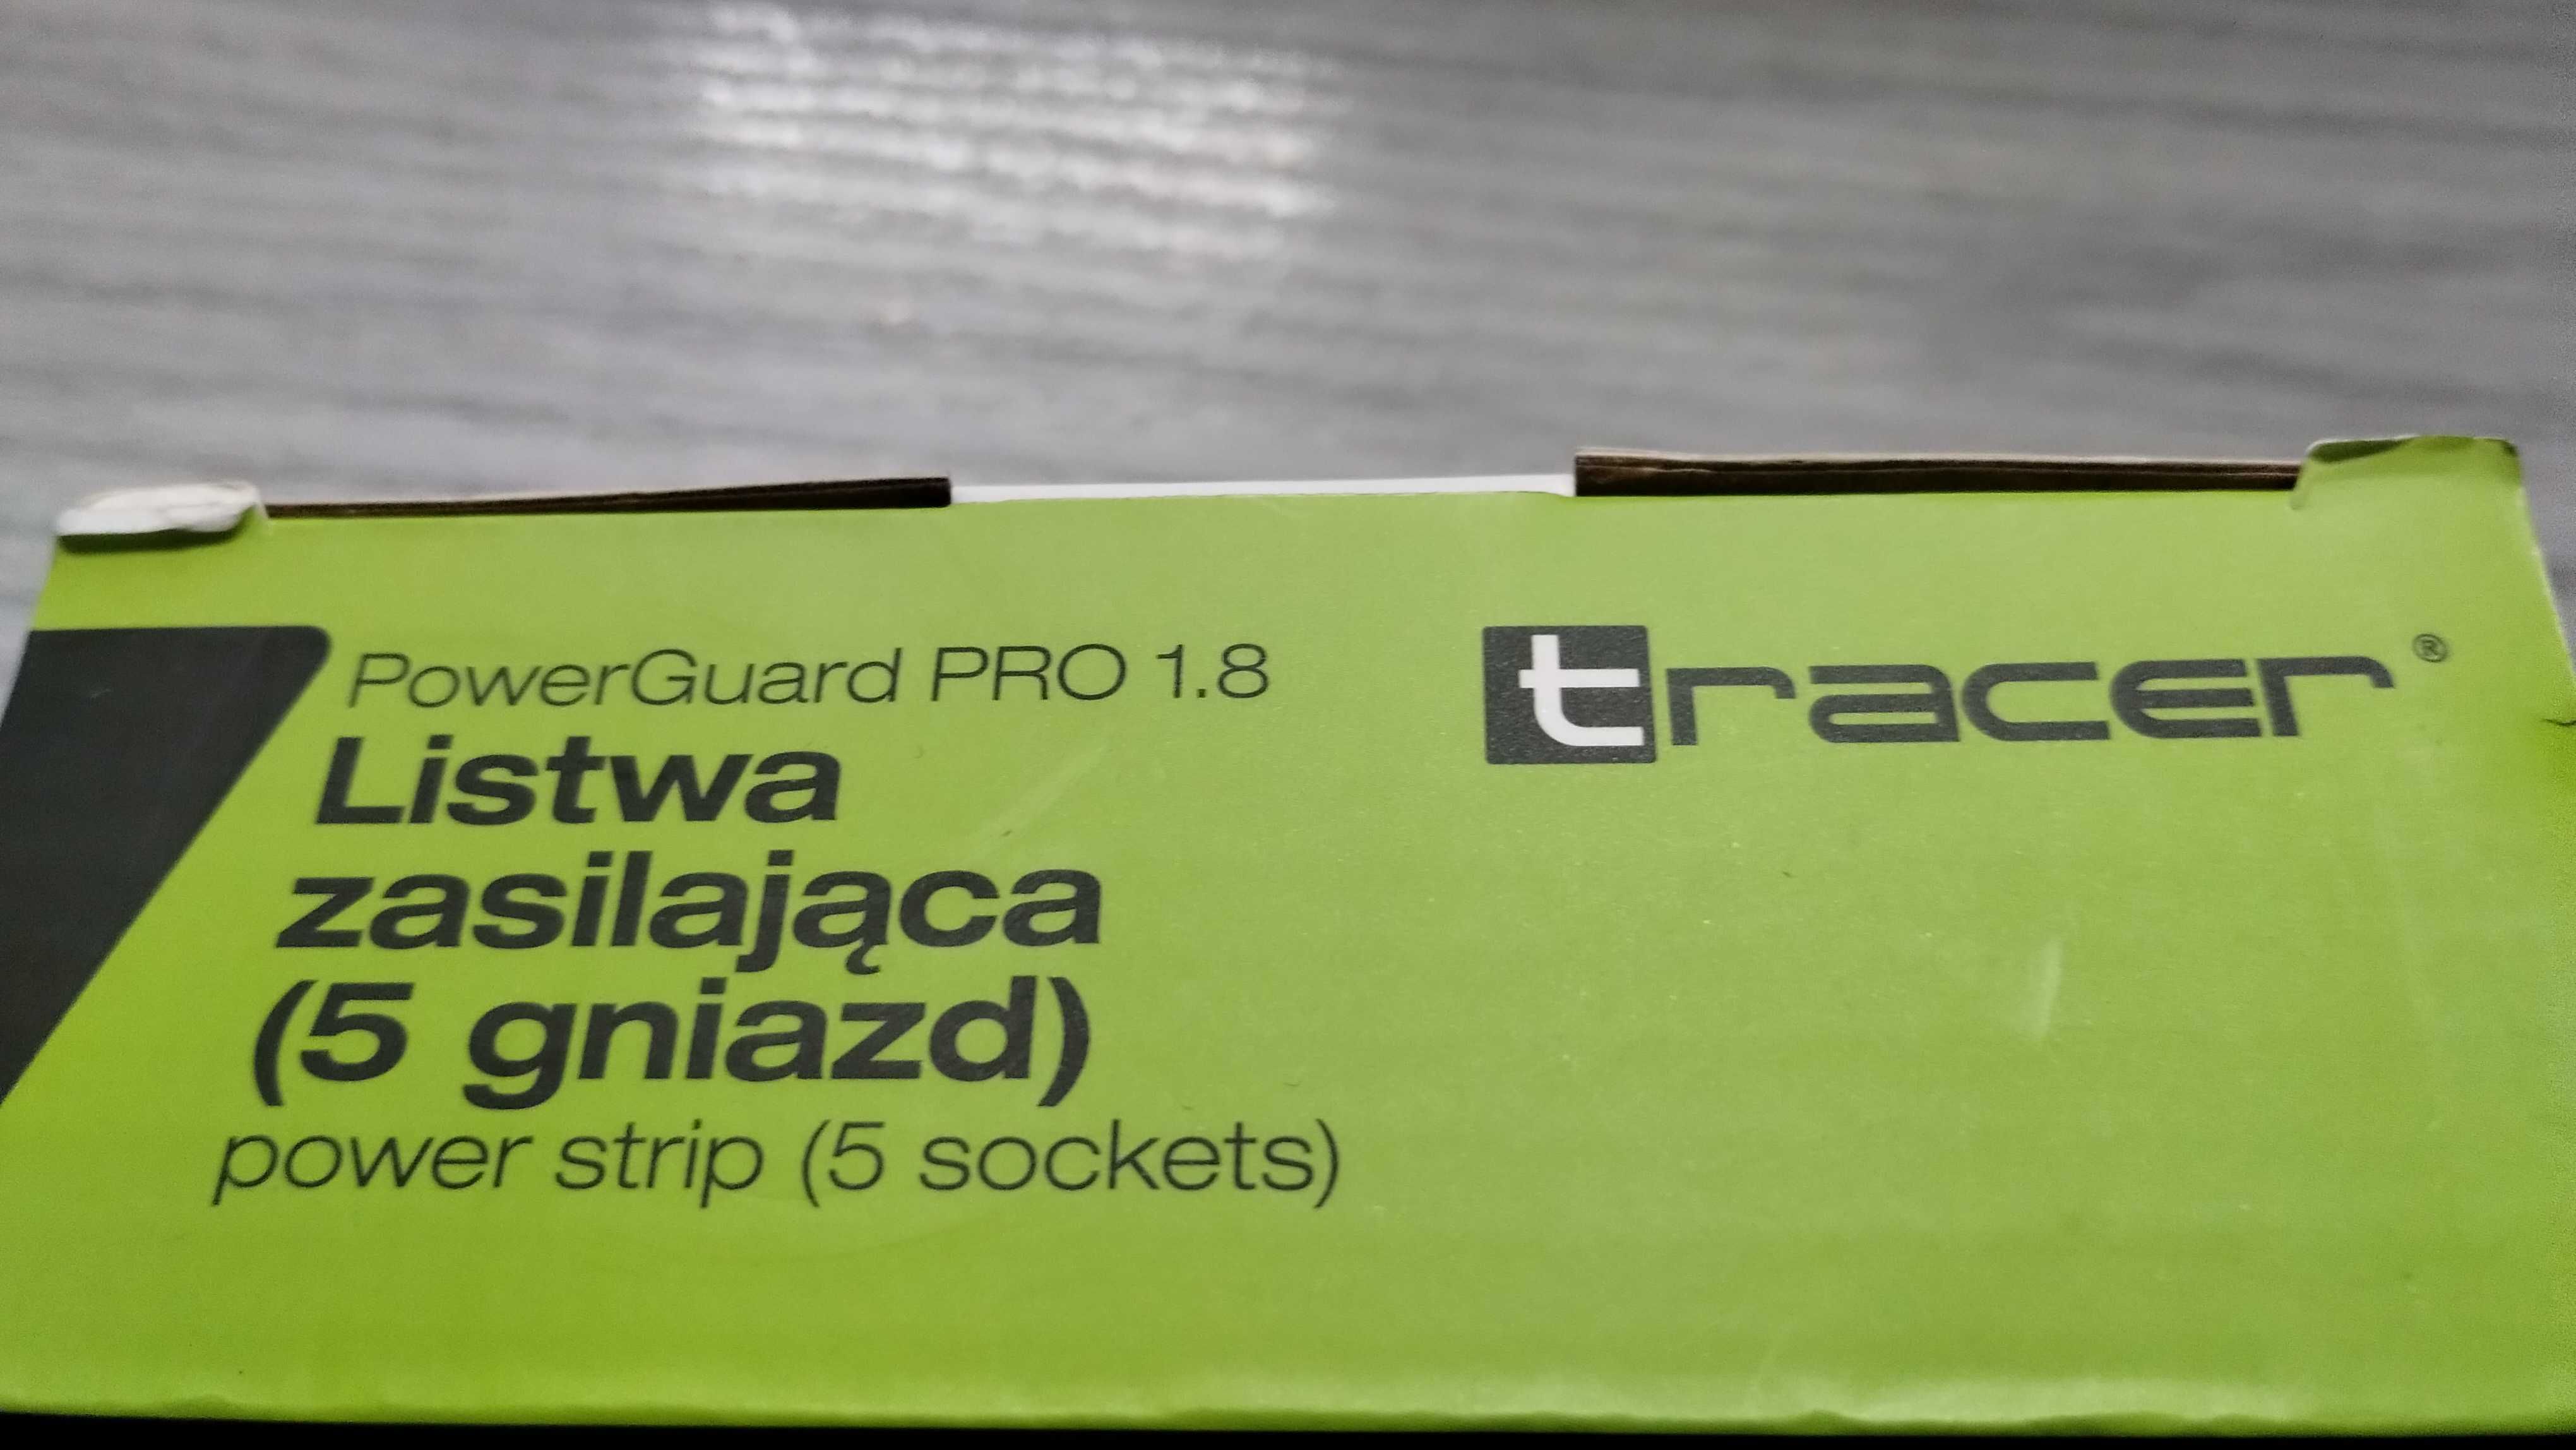 PowerGuard PRO 1.8
Listwa
zasilająca
(5 gniazd)
power strip (5 sockets)
tracer®